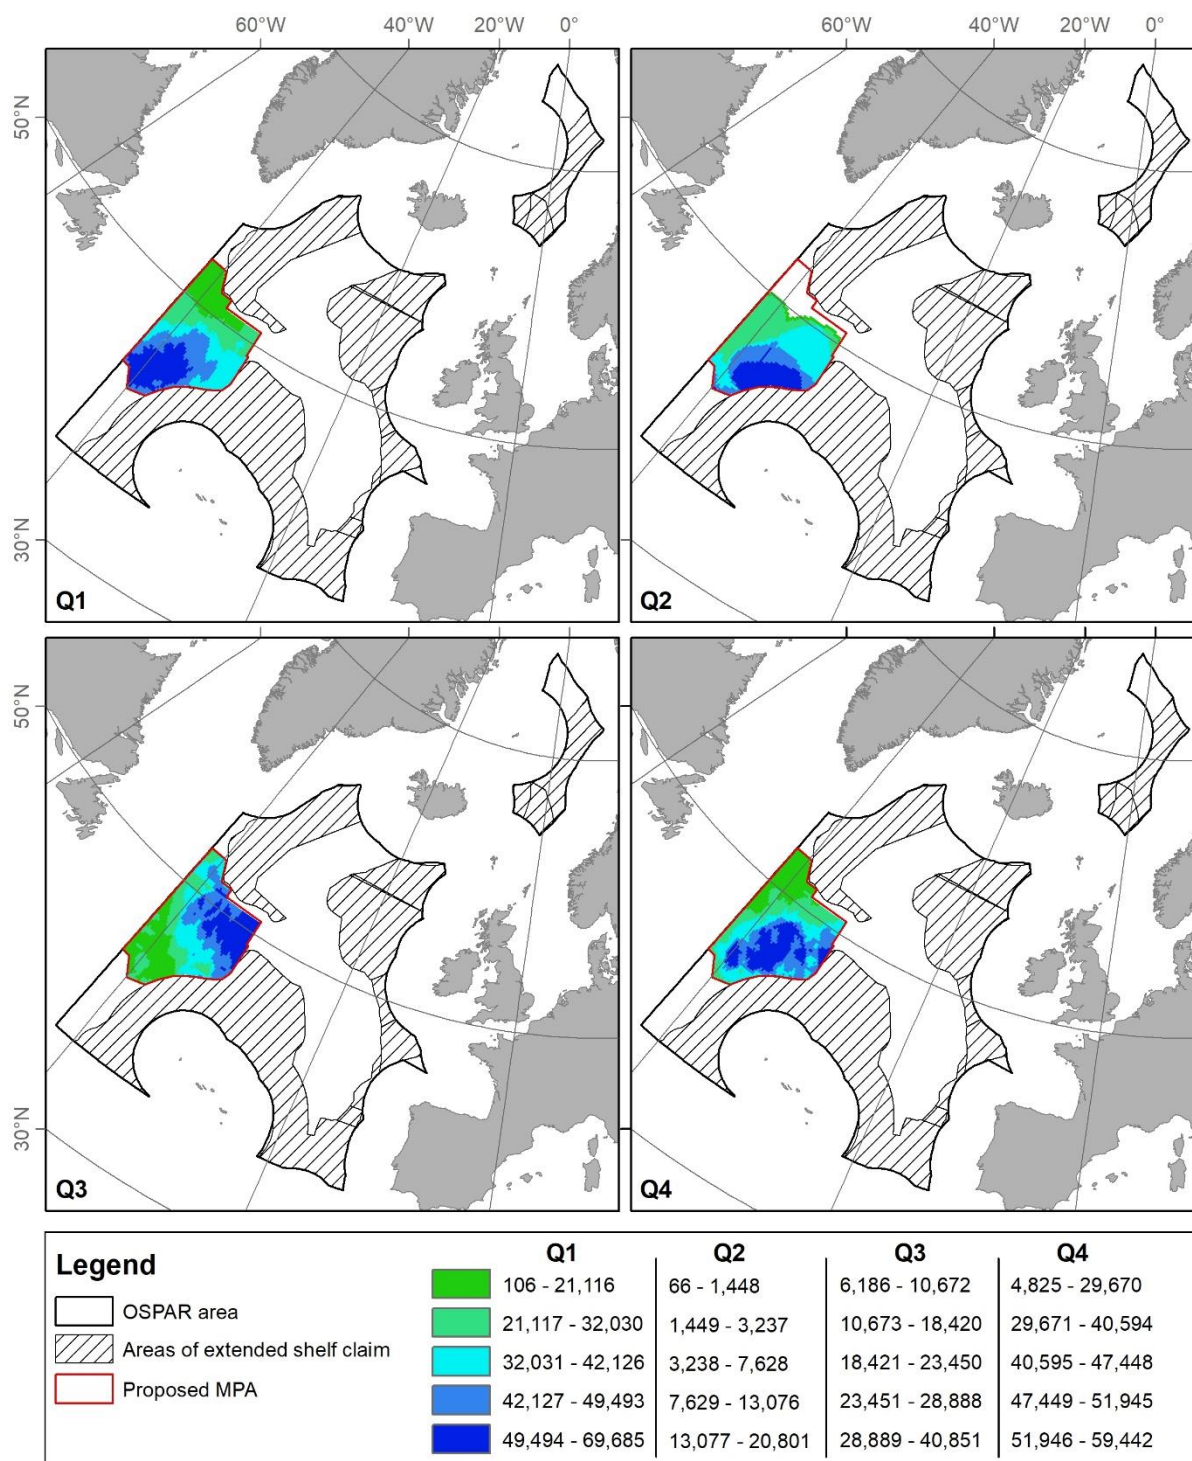 60°W 40°W 20°W 0° 60°W 40°W 20°W 0°
50°N
30°N
Q1 Q2
50°N
30°N
Q3 Q4
Legend
OSPAR area
Areas of extended shelf claim
Proposed MPA
Q1 Q2 Q3 Q4
106 - 21,116 66 - 1,448 6,186 - 10,672 4,825 - 29,670
21,117 - 32,030 1,449 - 3,237 10,673 - 18,420 29,671 - 40,594
32,031 - 42,126 3,238 - 7,628 18,421 - 23,450 40,595 - 47,448
42,127 - 49,493 7,629 - 13,076 23,451 - 28,888 47,449 - 51,945
49,494 - 69,685 13,077 - 20,801 28,889 - 40,851 51,946 - 59,442